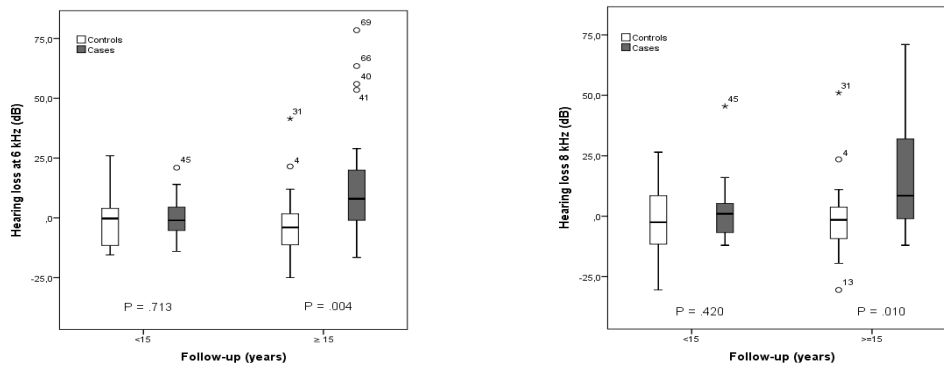 75,0
50,0
25,0
,0
-25,0
Hearing loss at 6 kHz (dB)
Controls
Cases
45
31
4
69
66
40
41
P = .713
P = .004
<15
≥ 15
Follow-up (years)
75,0
50,0
25,0
,0
-25,0
Hearing loss 8 kHz (dB)
Controls
Cases
45
31
4
13
P = .420
P = .010
<15
>=15
Follow-up (years)